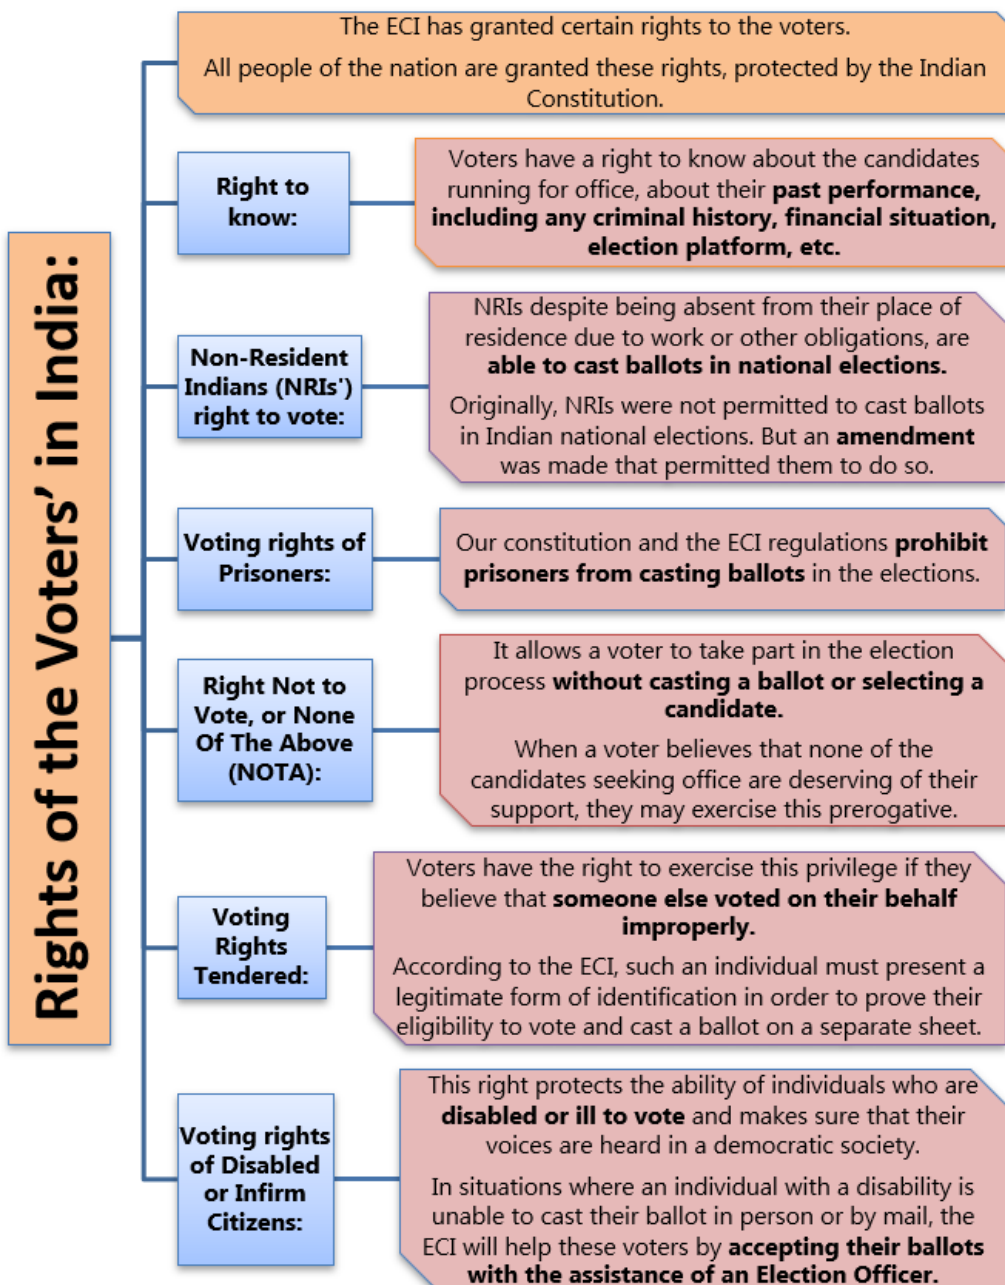 Rights of the Voters’ in India:
The ECI has granted certain rights to the voters.
All people of the nation are granted these rights, protected by the Indian
Constitution.
Right to
know:
Voters have a right to know about the candidates
running for office, about their past performance,
including any criminal history, financial situation,
election platform, etc.
Non-Resident
Indians (NRIs')
right to vote:
NRIs despite being absent from their place of
residence due to work or other obligations, are
able to cast ballots in national elections.
Originally, NRIs were not permitted to cast ballots
in Indian national elections. But an amendment
was made that permitted them to do so.
Voting rights of
Prisoners:
Our constitution and the ECI regulations prohibit
prisoners from casting ballots in the elections.
Right Not to
Vote, or None
Of The Above
(NOTA):
It allows a voter to take part in the election
process without casting a ballot or selecting a
candidate.
When a voter believes that none of the
candidates seeking office are deserving of their
support, they may exercise this prerogative.
Voting
Rights
Tendered:
Voters have the right to exercise this privilege if they
believe that someone else voted on their behalf
improperly.
According to the ECI, such an individual must present a
legitimate form of identification in order to prove their
eligibility to vote and cast a ballot on a separate sheet.
Voting rights
of Disabled
or Infirm
Citizens:
This right protects the ability of individuals who are
disabled or ill to vote and makes sure that their
voices are heard in a democratic society.
In situations where an individual with a disability is
unable to cast their ballot in person or by mail, the
ECI will help these voters by accepting their ballots
with the assistance of an Election Officer.